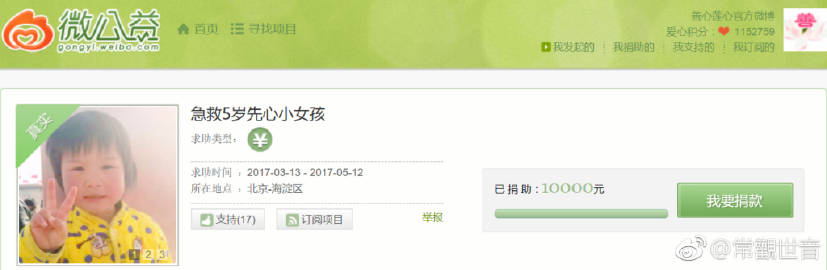 微公益
gongyi.weibo.com
首页 寻找项目
善心莲心官方微博
爱心积分: 1152759
我发起的 | 我捐助的 | 我支持的 | 我订阅的
善
真实
急救5岁先心小女孩
求助类型: ¥
求助时间 : 2017-03-13 - 2017-05-12
所在地点 : 北京-海淀区
支持(17) 订阅项目 举报
1 2 3
已捐助:10000元
我要捐款
@常觀世音